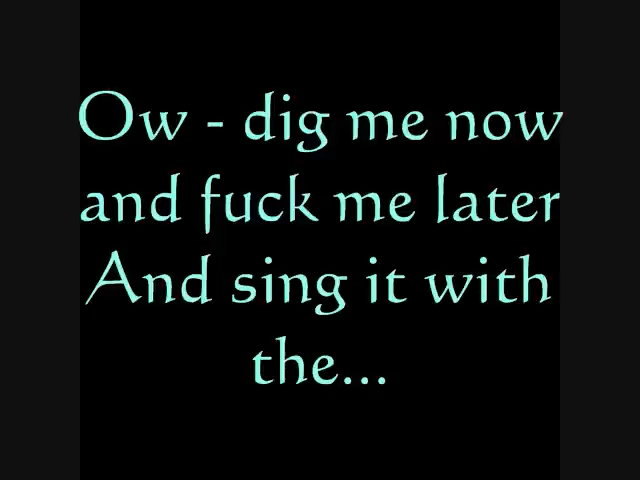 Ow - dig me now
and fuck me later
And sing it with
the...